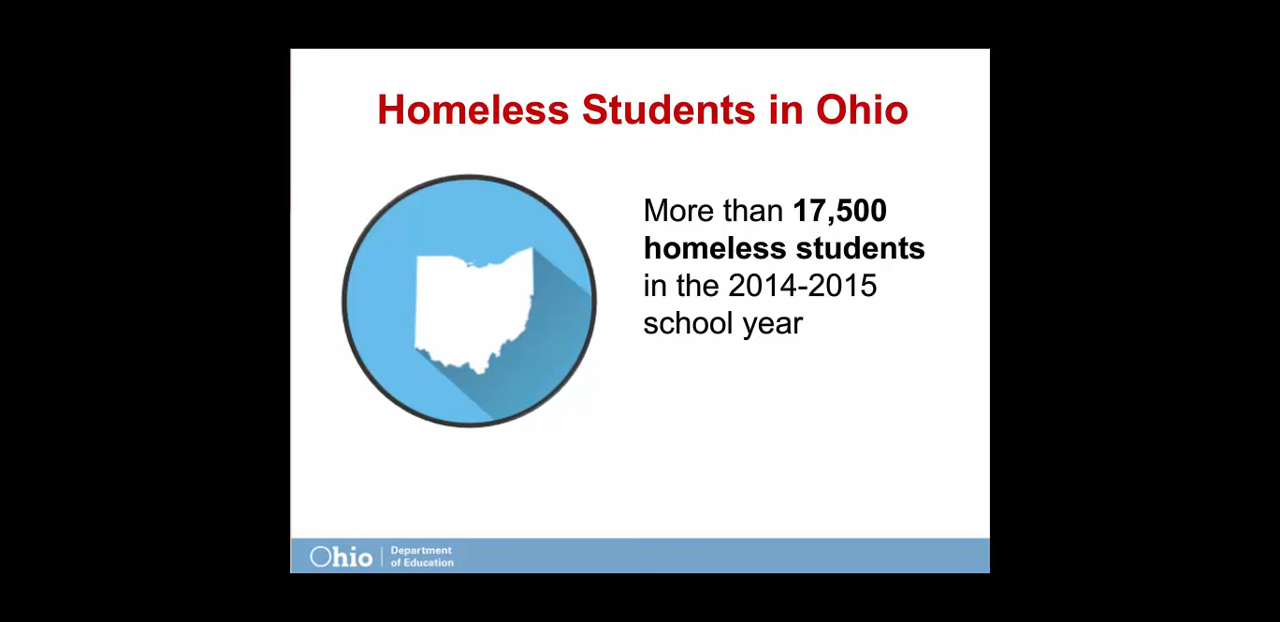 Homeless Students in Ohio
More than 17,500
homeless students
in the 2014-2015
school year
Ohio
Department
of Education